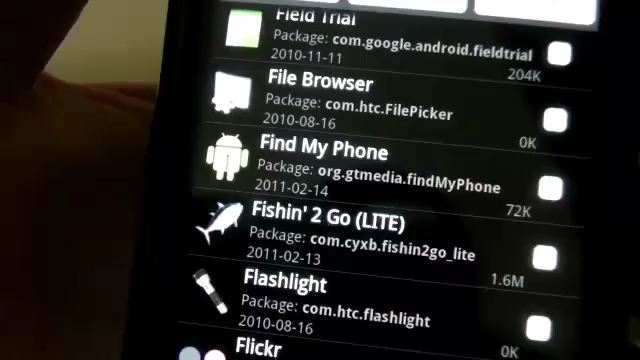 Field Trial
Package: com.google.android.fieldtrial
2010-11-11
204K
File Browser
Package: com.htc.FilePicker
2010-08-16
0K
Find My Phone
Package: org.gtmedia.findMyPhone
2011-02-14
72K
Fishin' 2 Go (LITE)
Package: com.cyxb.fishin2go_lite
2011-02-13
1.6M
Flashlight
Package: com.htc.flashlight
2010-08-16
0K
Flickr